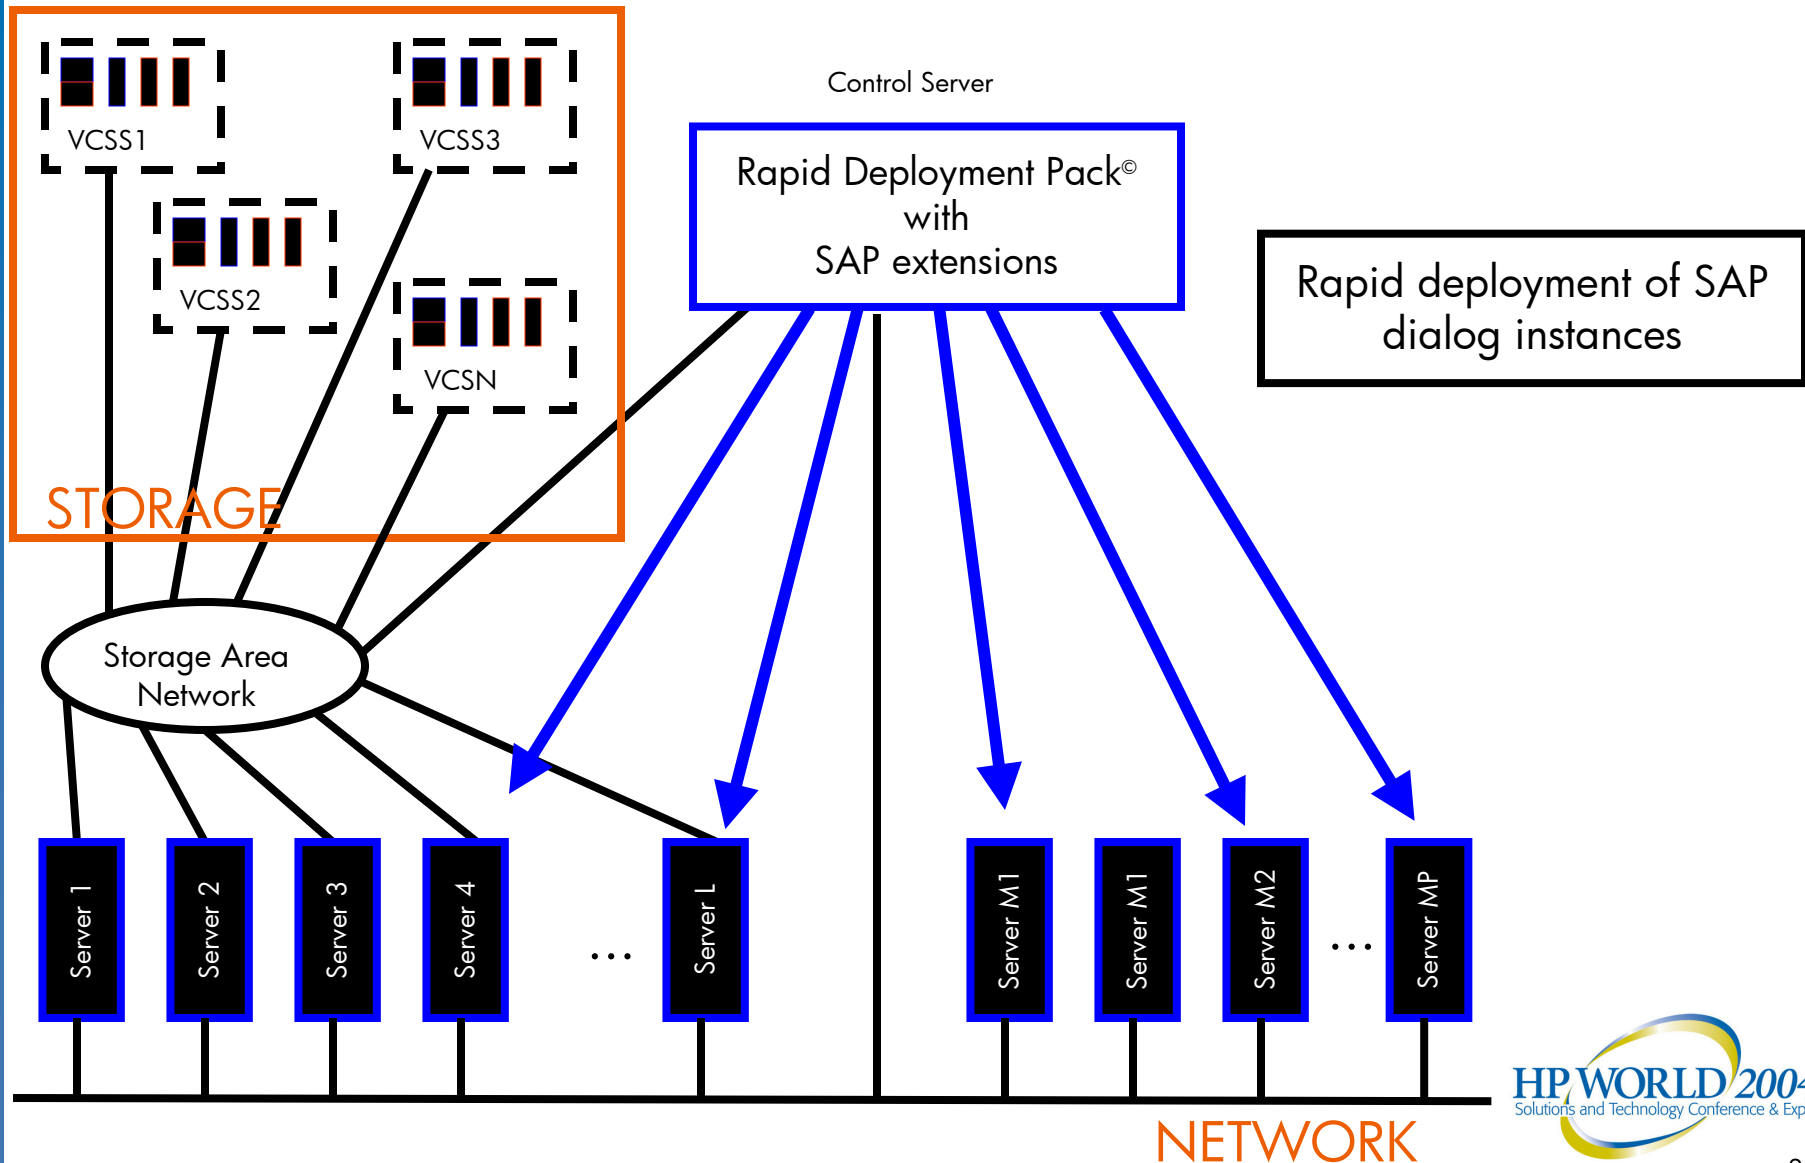 VCSS1
VCSS3
VCSS2
VCSN
STORAGE
Control Server
Rapid Deployment Pack©
with
SAP extensions
Rapid deployment of SAP
dialog instances
Storage Area
Network
Server 1
Server 2
Server 3
Server 4
...
Server L
Server M1
Server M1
Server M2
...
Server MP
NETWORK
HP WORLD 2004
Solutions and Technology Conference & Exp